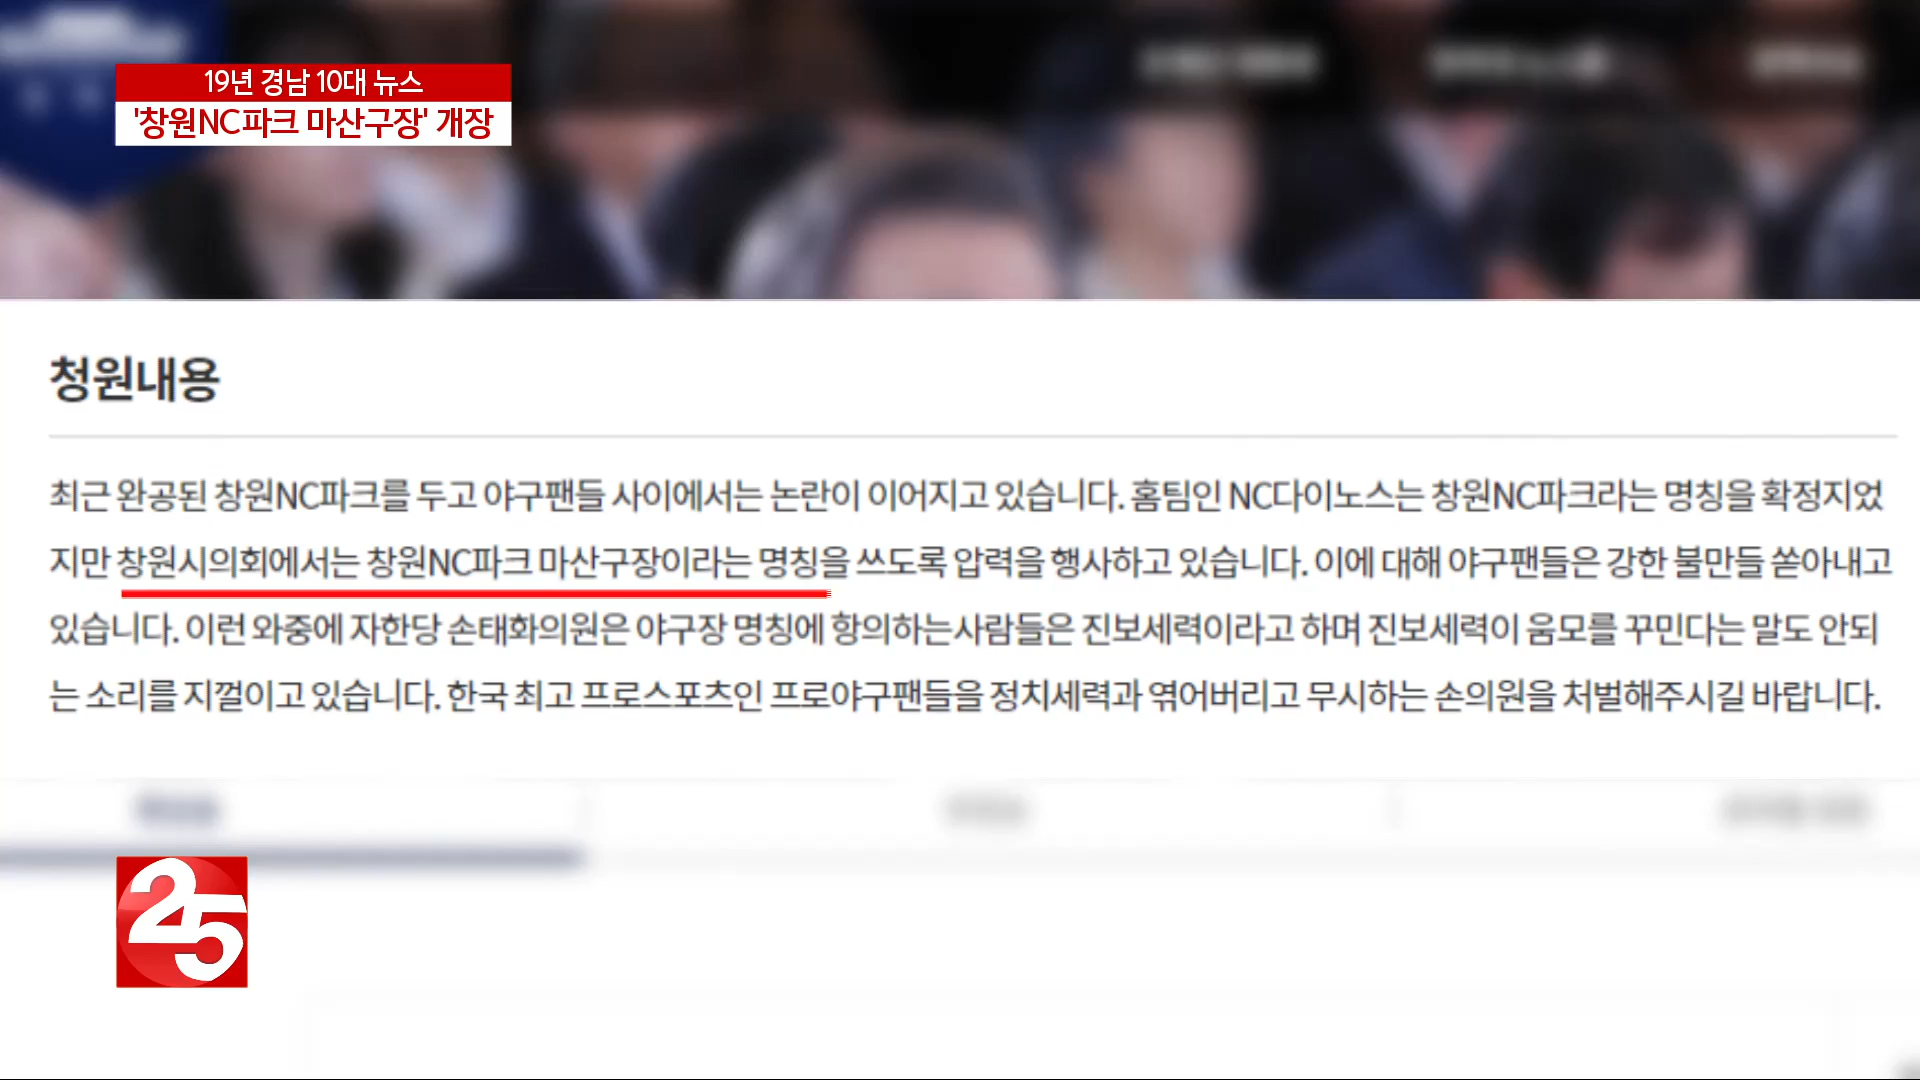 19년 경남 10대 뉴스
'창원NC파크 마산구장' 개장
청원내용
최근 완공된 창원NC파크를 두고 야구팬들 사이에서는 논란이 이어지고 있습니다. 홈팀인 NC다이노스는 창원NC파크라는 명칭을 확정지었
지만 창원시의회에서는 창원NC파크 마산구장이라는 명칭을 쓰도록 압력을 행사하고 있습니다. 이에 대해 야구팬들은 강한 불만들 쏟아내고
있습니다. 이런 와중에 자한당 손태화의원은 야구장 명칭에 항의하는사람들은 진보세력이라고 하며 진보세력이 움모를 꾸민다는 말도 안되
는 소리를 지껄이고 있습니다. 한국 최고 프로스포츠인 프로야구팬들을 정치세력과 엮어버리고 무시하는 손의원을 처벌해주시길 바랍니다.
25